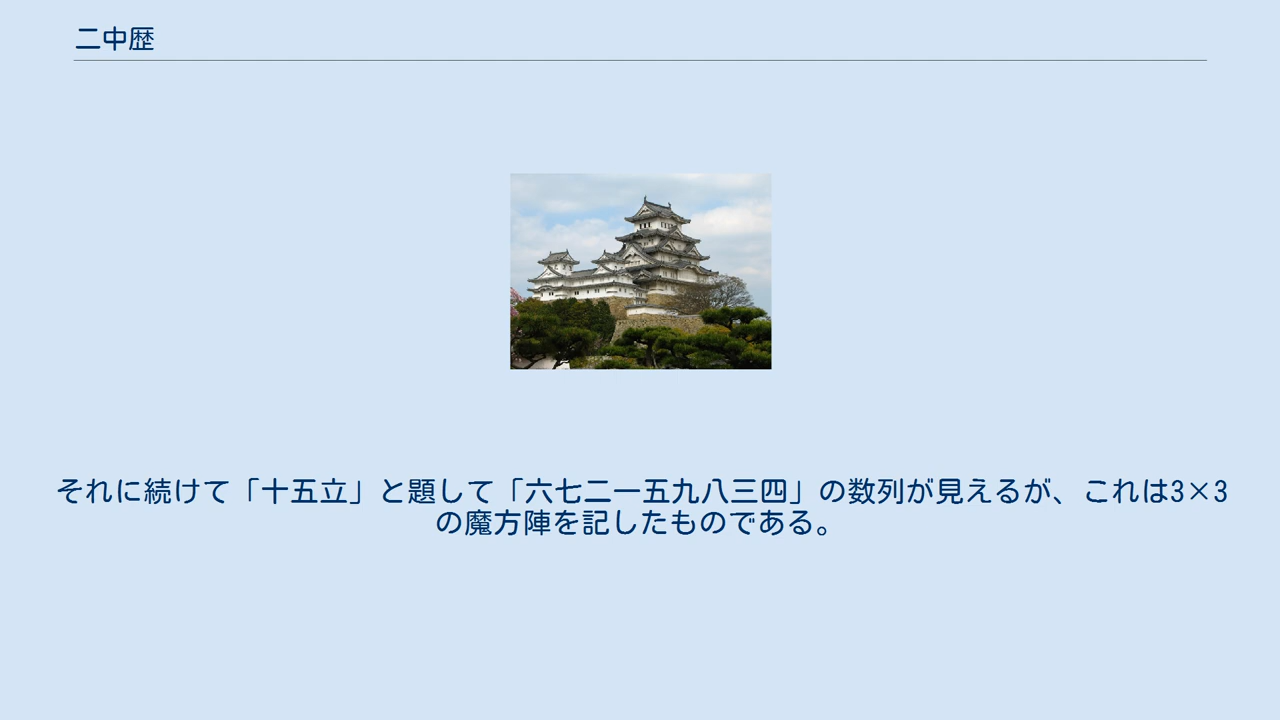 二中歴
それに続けて「十五立」と題して「六七二一五九八三四」の数列が見えるが、これは3×3
の魔方陣を記したものである。